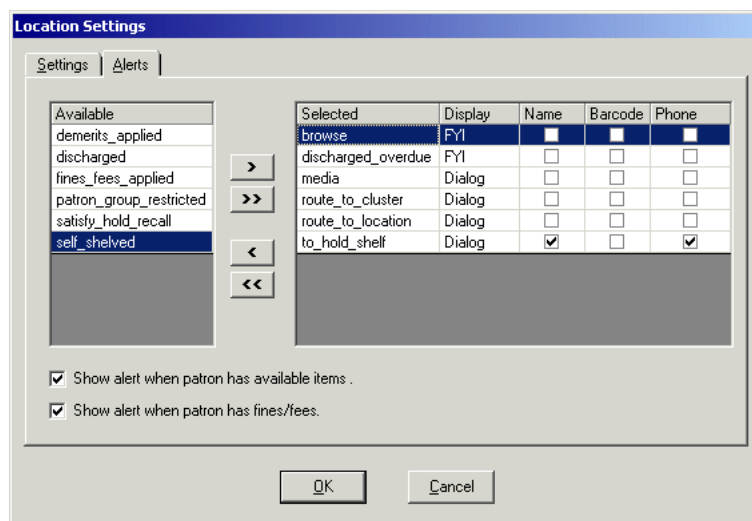 Location Settings
Settings Alerts
Available
demerits_applied
discharged
fines_fees_applied
patron_group_restricted
satisfy_hold_recall
self_shelved
>
>>
<
<<
Selected Display Name Barcode Phone
browse FYI
discharged_overdue FYI
media Dialog
route_to_cluster Dialog
route_to_location Dialog
to_hold_shelf Dialog
Show alert when patron has available items .
Show alert when patron has fines/fees.
OK Cancel